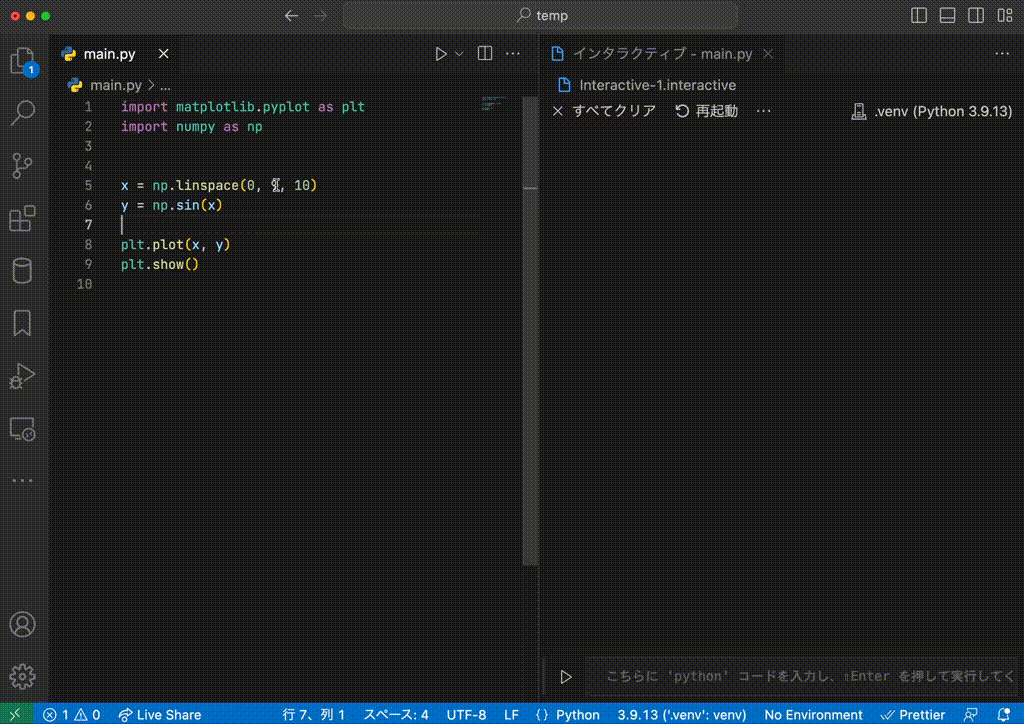 temp
main.py
main.py > ...
1 import matplotlib.pyplot as plt
2 import numpy as np
3
4
5 x = np.linspace(0, , 10)
6 y = np.sin(x)
7
8 plt.plot(x, y)
9 plt.show()
10
インタラクティブ - main.py
Interactive-1.interactive
すべてクリア 再起動 ... .venv (Python 3.9.13)
こちらに 'python' コードを入力し、⇧Enter を押して実行してく
1
1 0 Live Share 行 7、列 1 スペース: 4 UTF-8 LF {} Python 3.9.13 ('.venv': venv) No Environment Prettier